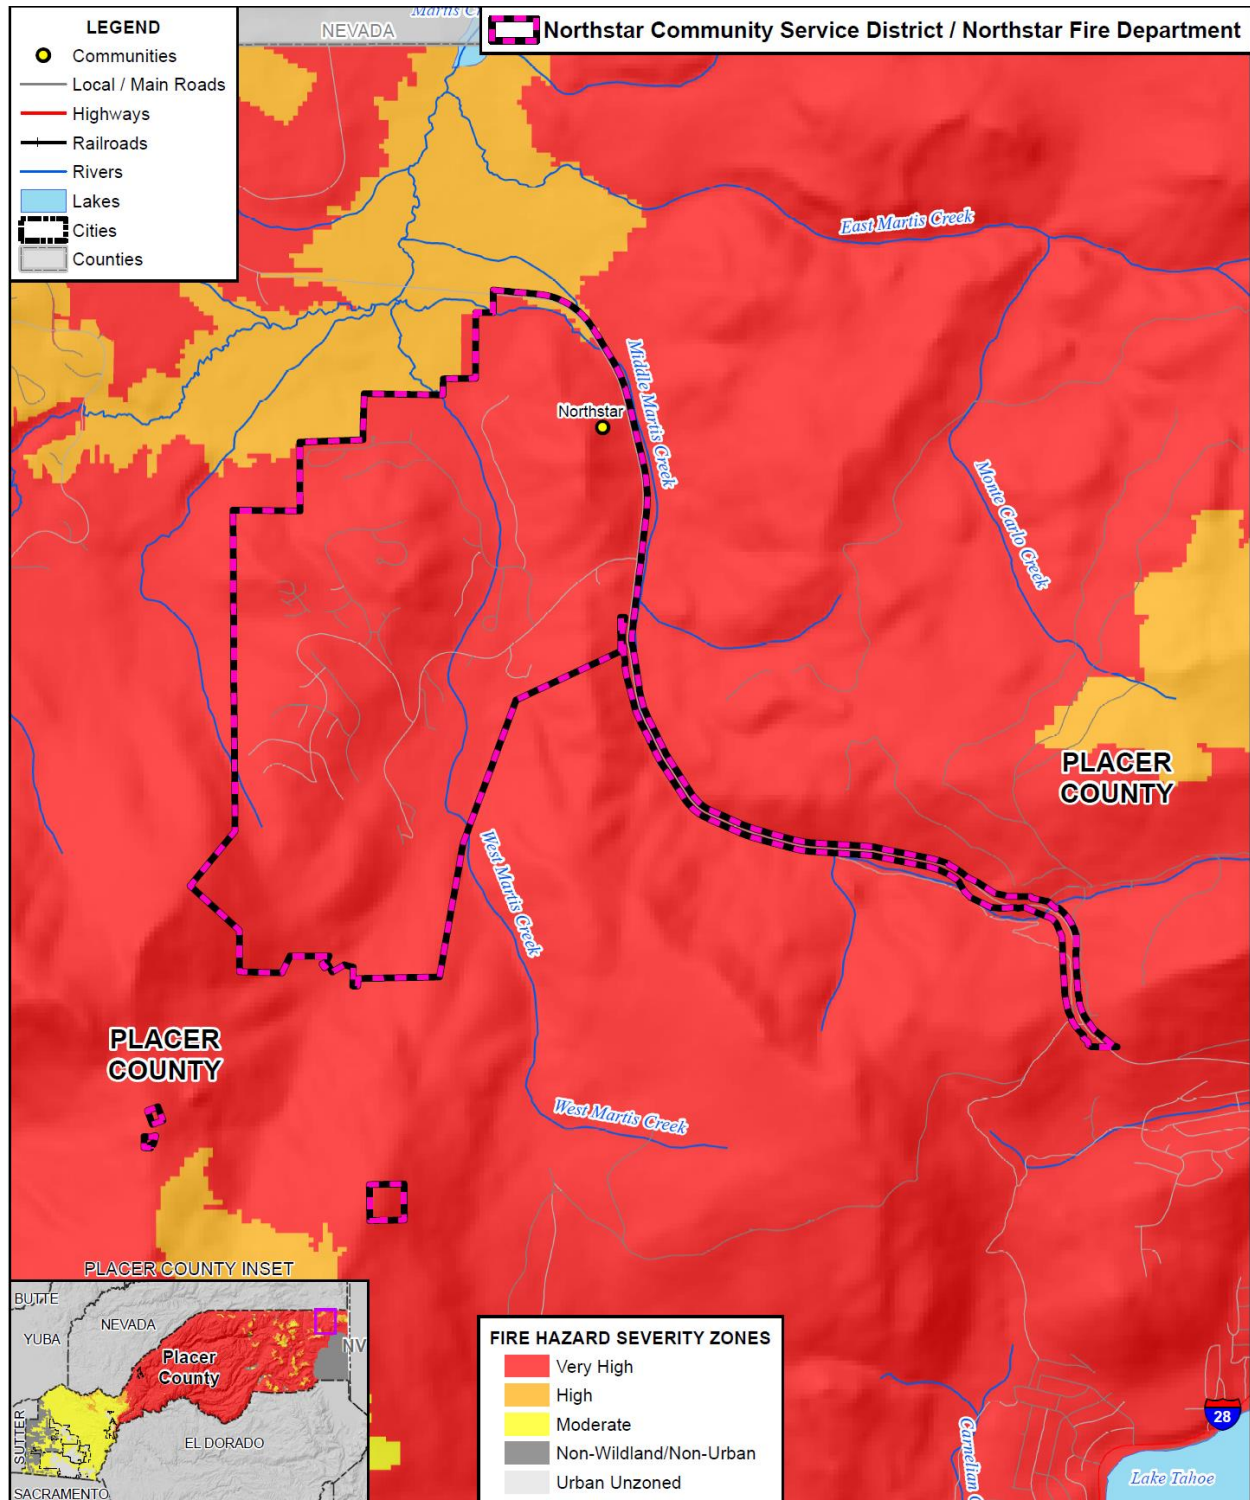 Martis C
NEVADA
Northstar Community Service District / Northstar Fire Department
LEGEND
Communities
Local / Main Roads
Highways
Railroads
Rivers
Lakes
Cities
Counties
East Martis Creek
Middle Martis Creek
Northstar
Monte Carlo Creek
PLACER
COUNTY
West Martis Creek
PLACER
COUNTY
West Martis Creek
PLACER COUNTY INSET
BUTTE
YUBA
NEVADA
NV
Placer
County
SUTTER
EL DORADO
SACRAMENTO
FIRE HAZARD SEVERITY ZONES
Very High
High
Moderate
Non-Wildland/Non-Urban
Urban Unzoned
28
Carnelian C
Lake Tahoe